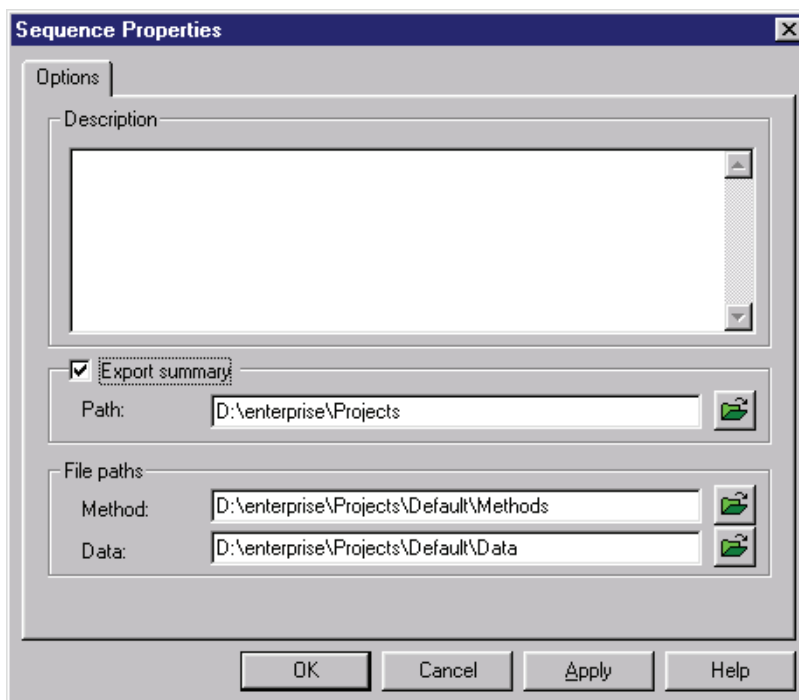 Sequence Properties
Options
Description
Export summary
Path: D:\enterprise\Projects
File paths
Method: D:\enterprise\Projects\Default\Methods
Data: D:\enterprise\Projects\Default\Data
OK Cancel Apply Help